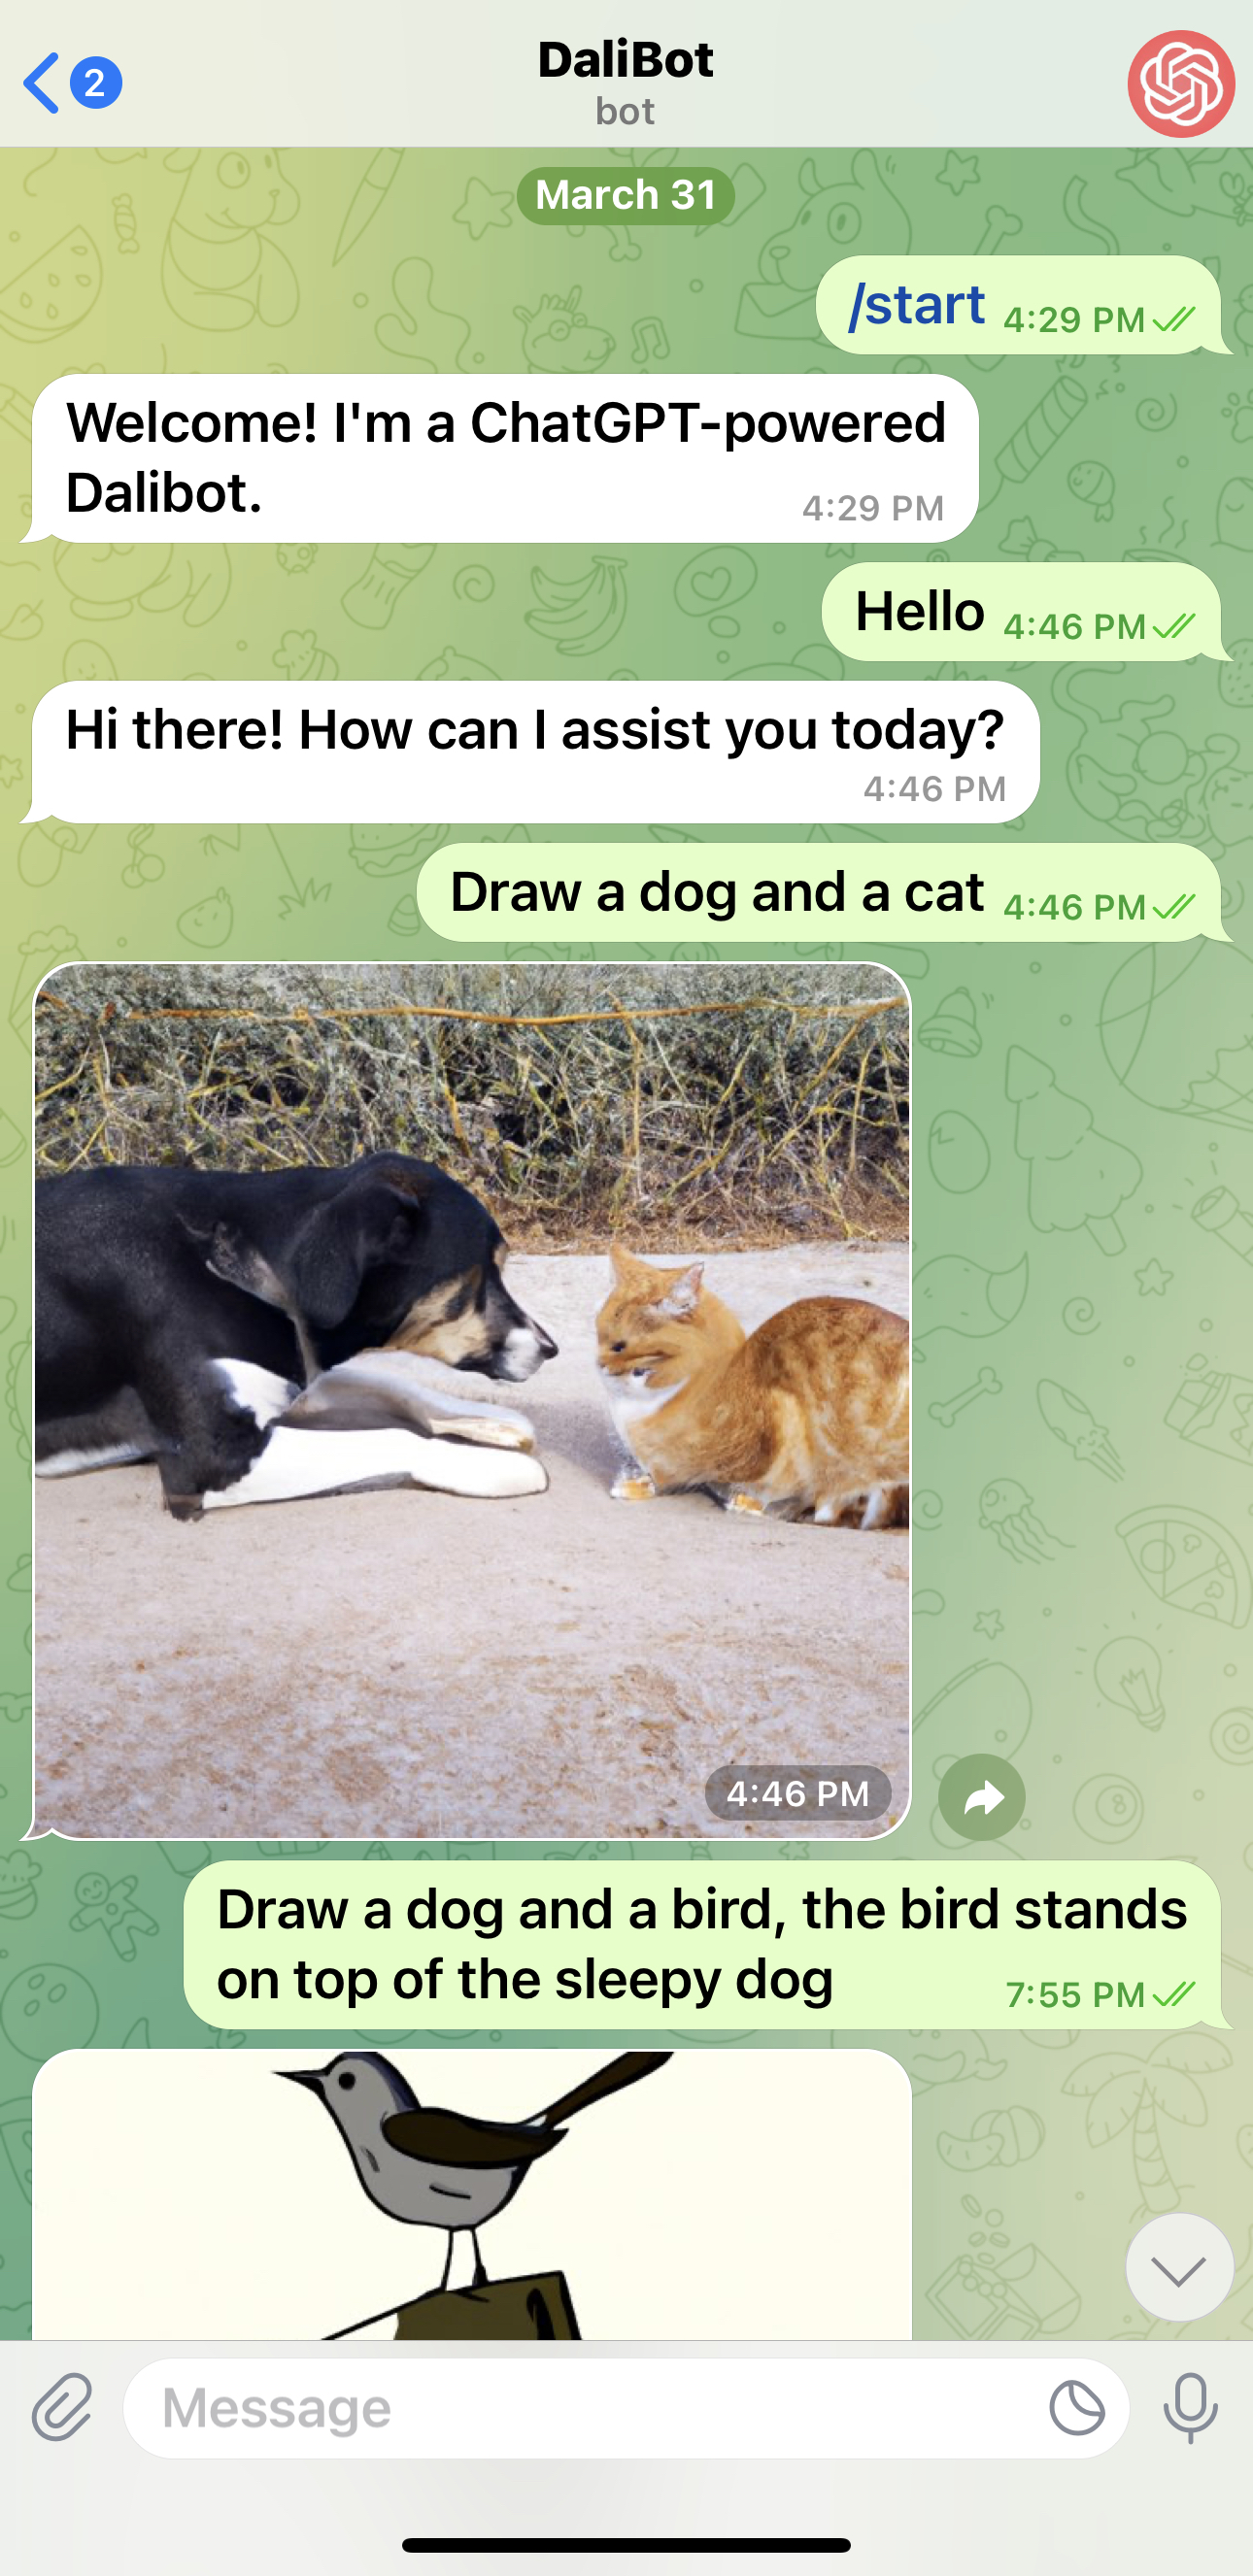 DaliBot
2
bot
March 31
/start 4:29 PM
Welcome! I'm a ChatGPT-powered
Dalibot.
4:29 PM
Hello 4:46 PM
Hi there! How can I assist you today?
4:46 PM
Draw a dog and a cat 4:46 PM
4:46 PM
Draw a dog and a bird, the bird stands
on top of the sleepy dog
7:55 PM
Message